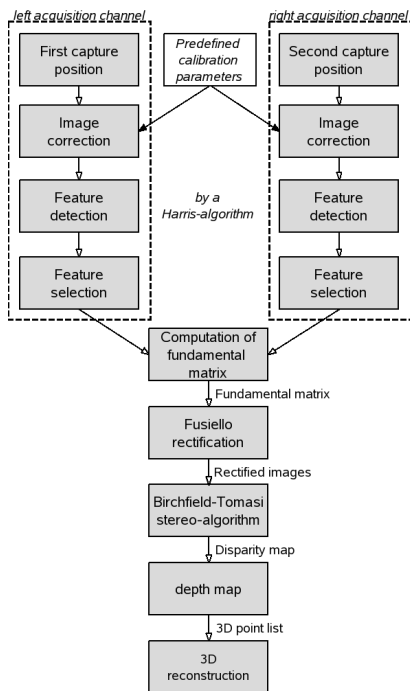 left acquisition channel
right acquisition channel
First capture
position
Predefined
calibration
parameters
Second capture
position
Image
correction
Image
correction
Feature
detection
by a
Harris-algorithm
Feature
detection
Feature
selection
Feature
selection
Computation of
fundamental
matrix
Fundamental matrix
Fusiello
rectification
Rectified images
Birchfield-Tomasi
stereo-algorithm
Disparity map
depth map
3D point list
3D
reconstruction